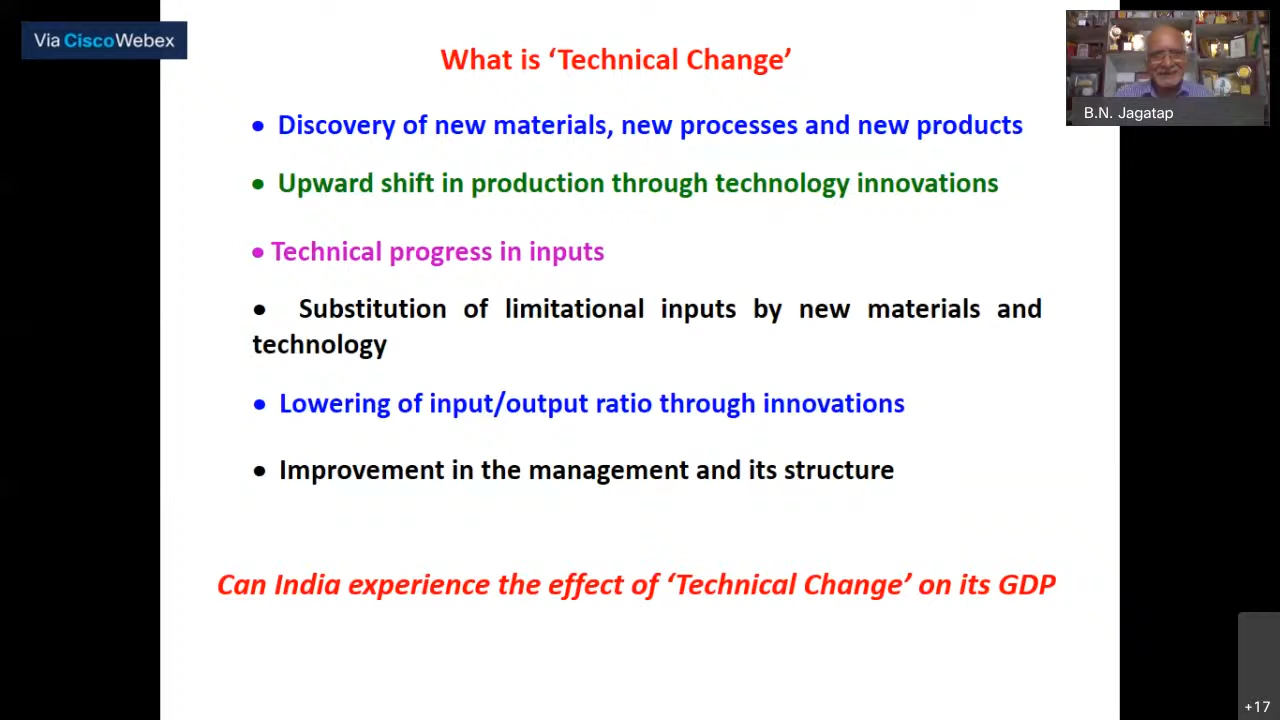 Via CiscoWebex
What is ‘Technical Change’
B.N. Jagatap
• Discovery of new materials, new processes and new products
• Upward shift in production through technology innovations
• Technical progress in inputs
• Substitution of limitational inputs by new materials and
technology
• Lowering of input/output ratio through innovations
• Improvement in the management and its structure
Can India experience the effect of ‘Technical Change’ on its GDP
+17